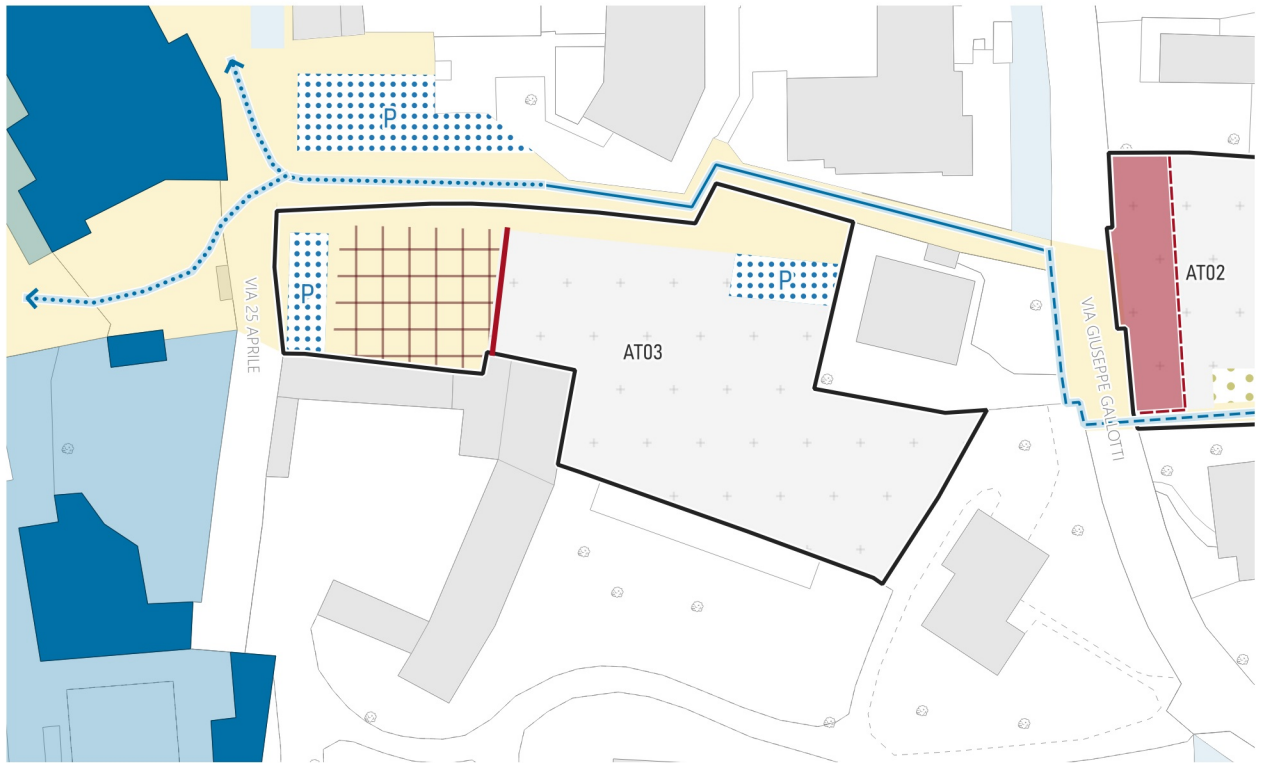 P
P
P
AT02
AT03
VIA 25 APRILE
VIA GIUSEPPE GALLOTTI